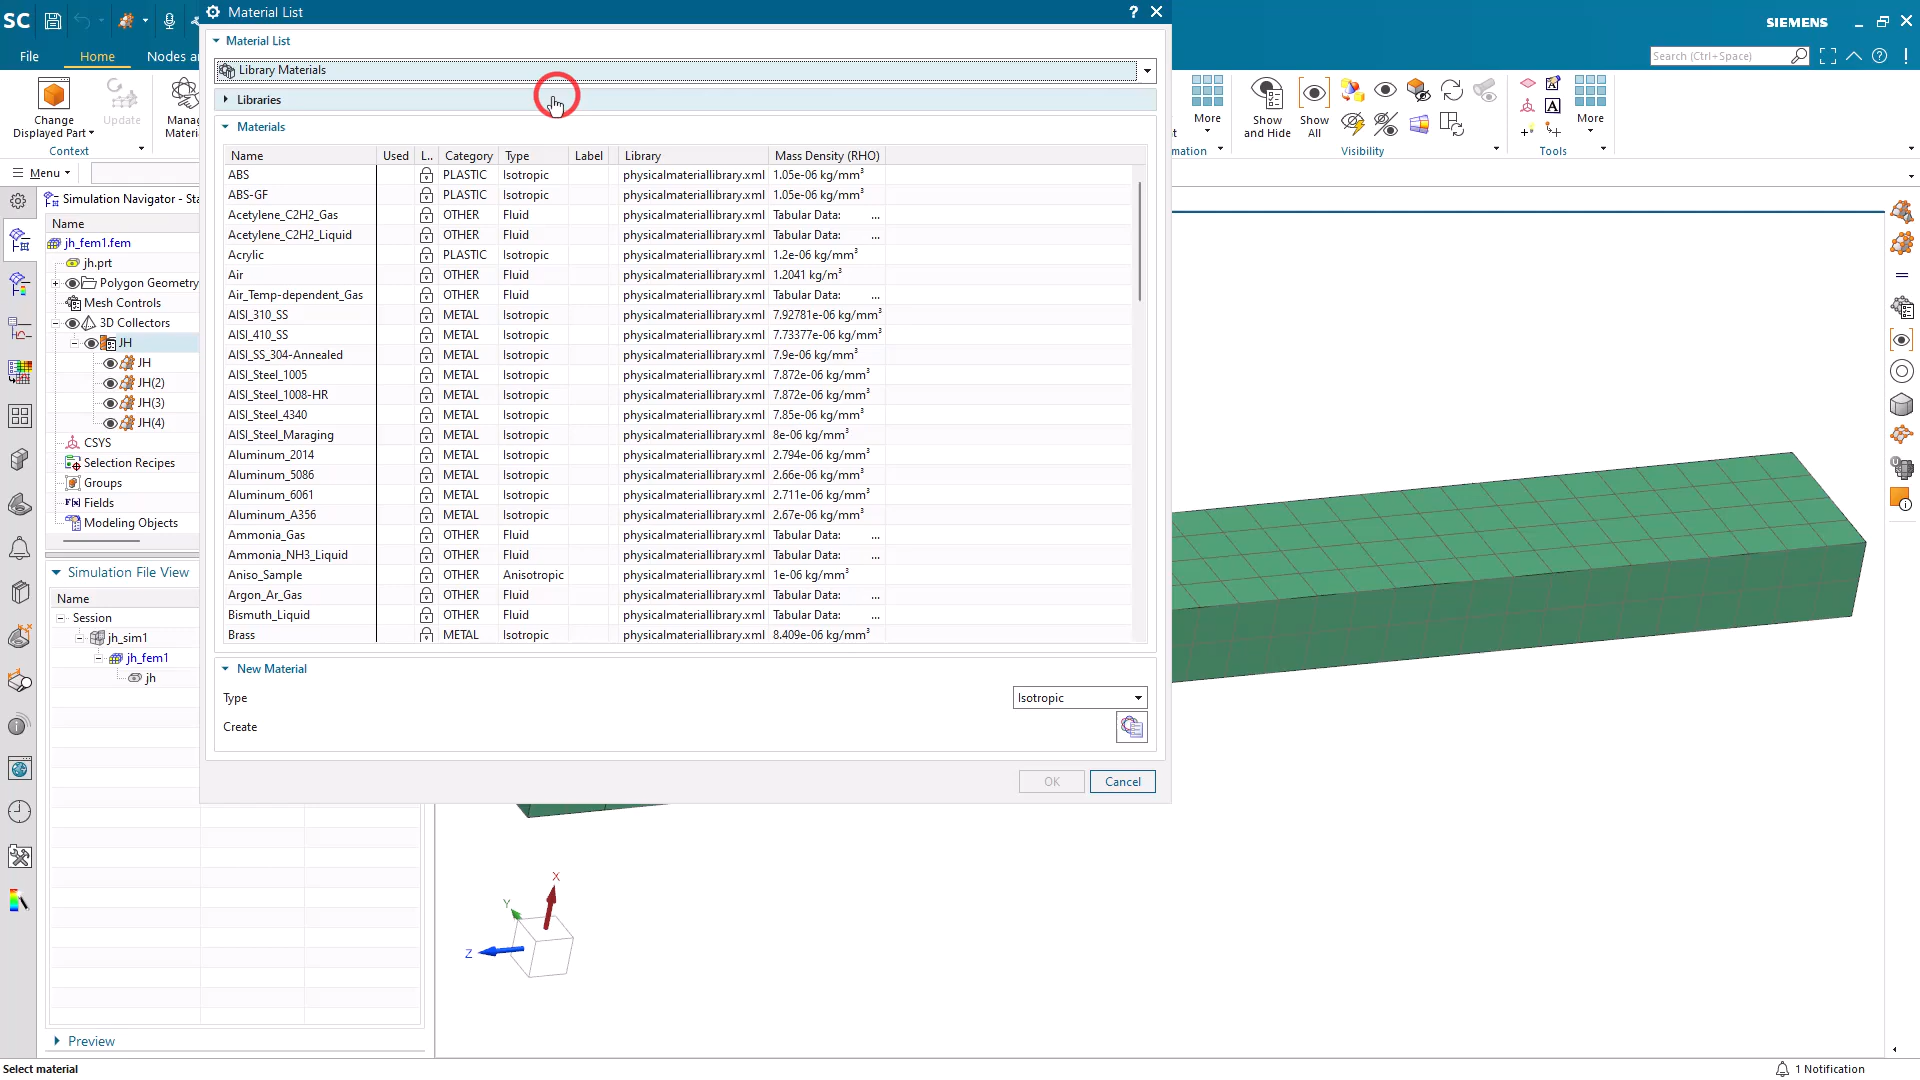 SC
Material List
SIEMENS
File
Home
Nodes a
Search (Ctrl+Space)
Change
Displayed Part
Update
Manag
Materi
Context
Menu
Material List
Library Materials
Libraries
Materials
Name Used L.. Category Type Label Library Mass Density (RHO)
ABS PLASTIC Isotropic physicalmateriallibrary.xml 1.05e-06 kg/mm³
ABS-GF PLASTIC Isotropic physicalmateriallibrary.xml 1.05e-06 kg/mm³
Acetylene_C2H2_Gas OTHER Fluid physicalmateriallibrary.xml Tabular Data: ...
Acetylene_C2H2_Liquid OTHER Fluid physicalmateriallibrary.xml Tabular Data: ...
Acrylic PLASTIC Isotropic physicalmateriallibrary.xml 1.2e-06 kg/mm³
Air OTHER Fluid physicalmateriallibrary.xml 1.2041 kg/m³
Air_Temp-dependent_Gas OTHER Fluid physicalmateriallibrary.xml Tabular Data: ...
AISI_310_SS METAL Isotropic physicalmateriallibrary.xml 7.92781e-06 kg/mm³
AISI_410_SS METAL Isotropic physicalmateriallibrary.xml 7.73377e-06 kg/mm³
AISI_SS_304-Annealed METAL Isotropic physicalmateriallibrary.xml 7.9e-06 kg/mm³
AISI_Steel_1005 METAL Isotropic physicalmateriallibrary.xml 7.872e-06 kg/mm³
AISI_Steel_1008-HR METAL Isotropic physicalmateriallibrary.xml 7.872e-06 kg/mm³
AISI_Steel_4340 METAL Isotropic physicalmateriallibrary.xml 7.85e-06 kg/mm³
AISI_Steel_Maraging METAL Isotropic physicalmateriallibrary.xml 8e-06 kg/mm³
Aluminum_2014 METAL Isotropic physicalmateriallibrary.xml 2.794e-06 kg/mm³
Aluminum_5086 METAL Isotropic physicalmateriallibrary.xml 2.66e-06 kg/mm³
Aluminum_6061 METAL Isotropic physicalmateriallibrary.xml 2.711e-06 kg/mm³
Aluminum_A356 METAL Isotropic physicalmateriallibrary.xml 2.67e-06 kg/mm³
Ammonia_Gas OTHER Fluid physicalmateriallibrary.xml Tabular Data: ...
Ammonia_NH3_Liquid OTHER Fluid physicalmateriallibrary.xml Tabular Data: ...
Aniso_Sample OTHER Anisotropic physicalmateriallibrary.xml 1e-06 kg/mm³
Argon_Ar_Gas OTHER Fluid physicalmateriallibrary.xml Tabular Data: ...
Bismuth_Liquid OTHER Fluid physicalmateriallibrary.xml Tabular Data: ...
Brass METAL Isotropic physicalmateriallibrary.xml 8.409e-06 kg/mm³
New Material
Type
Isotropic
Create
OK
Cancel
More
Show
and Hide
Show
All
More
mation
Visibility
Tools
Simulation Navigator - Sta
Name
jh_fem1.fem
jh.prt
Polygon Geometry
Mesh Controls
3D Collectors
JH
JH
JH(2)
JH(3)
JH(4)
CSYS
Selection Recipes
Groups
Fields
Modeling Objects
Simulation File View
Name
Session
jh_sim1
jh_fem1
jh
Preview
X
Y
Z
Select material
1 Notification